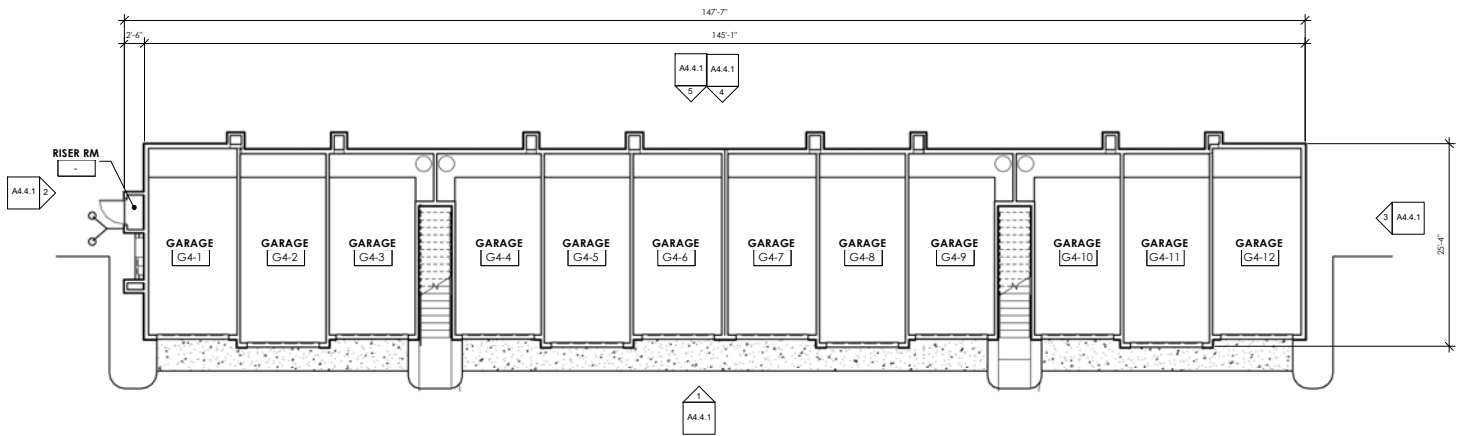 147'-7"
2'-6"
145'-1"
A4.4.1
A4.4.1
5
4
RISER RM
-
A4.4.1
2
3
A4.4.1
25'-4"
GARAGE
G4-1
GARAGE
G4-2
GARAGE
G4-3
GARAGE
G4-4
GARAGE
G4-5
GARAGE
G4-6
GARAGE
G4-7
GARAGE
G4-8
GARAGE
G4-9
GARAGE
G4-10
GARAGE
G4-11
GARAGE
G4-12
1
A4.4.1